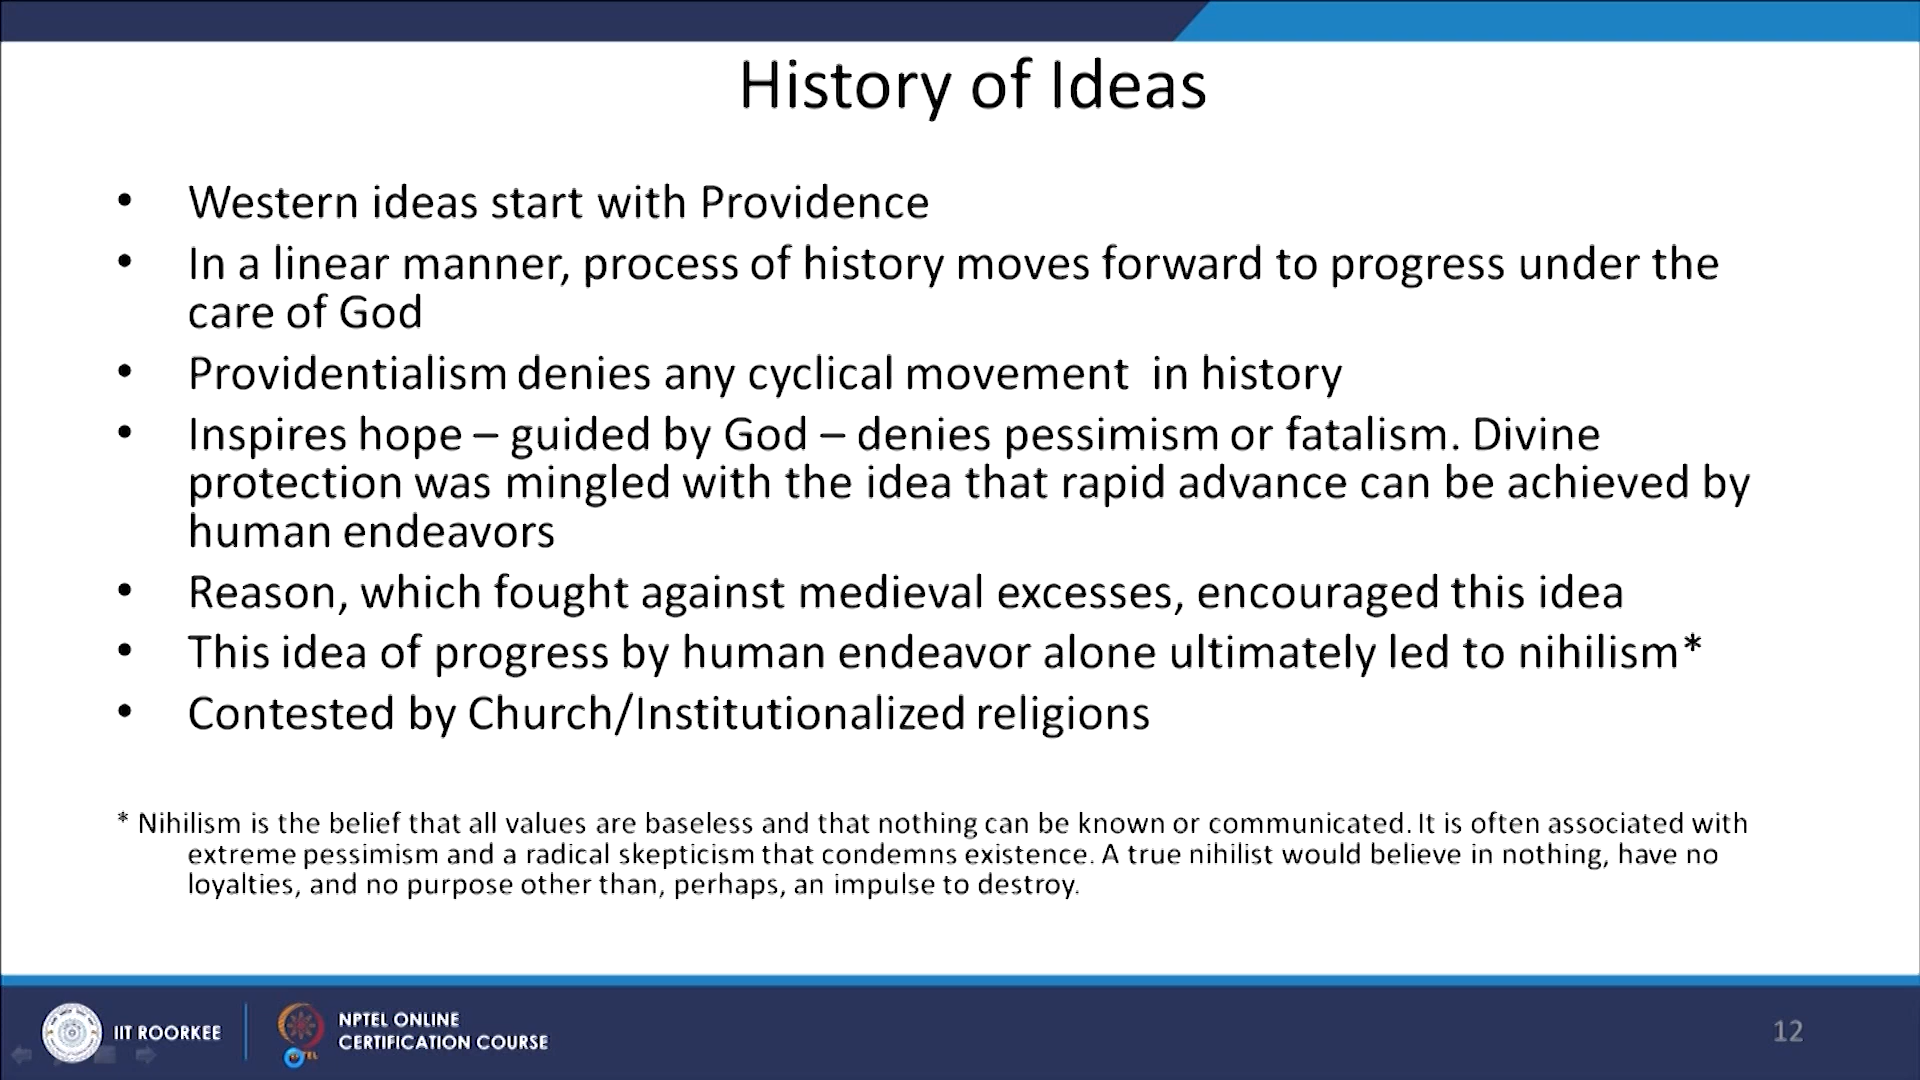 History of Ideas
• Western ideas start with Providence
• In a linear manner, process of history moves forward to progress under the
care of God
• Providentialism denies any cyclical movement in history
• Inspires hope – guided by God – denies pessimism or fatalism. Divine
protection was mingled with the idea that rapid advance can be achieved by
human endeavors
• Reason, which fought against medieval excesses, encouraged this idea
• This idea of progress by human endeavor alone ultimately led to nihilism*
• Contested by Church/Institutionalized religions
* Nihilism is the belief that all values are baseless and that nothing can be known or communicated. It is often associated with
extreme pessimism and a radical skepticism that condemns existence. A true nihilist would believe in nothing, have no
loyalties, and no purpose other than, perhaps, an impulse to destroy.
IIT ROORKEE
NPTEL ONLINE
CERTIFICATION COURSE
12